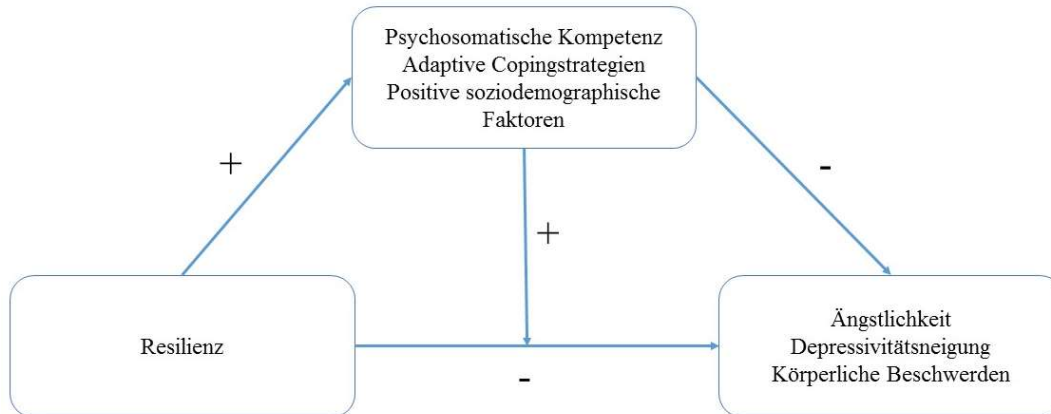 Psychosomatische Kompetenz
Adaptive Copingstrategien
Positive soziodemographische
Faktoren
+
-
+
Resilienz
-
Ängstlichkeit
Depressivitätsneigung
Körperliche Beschwerden